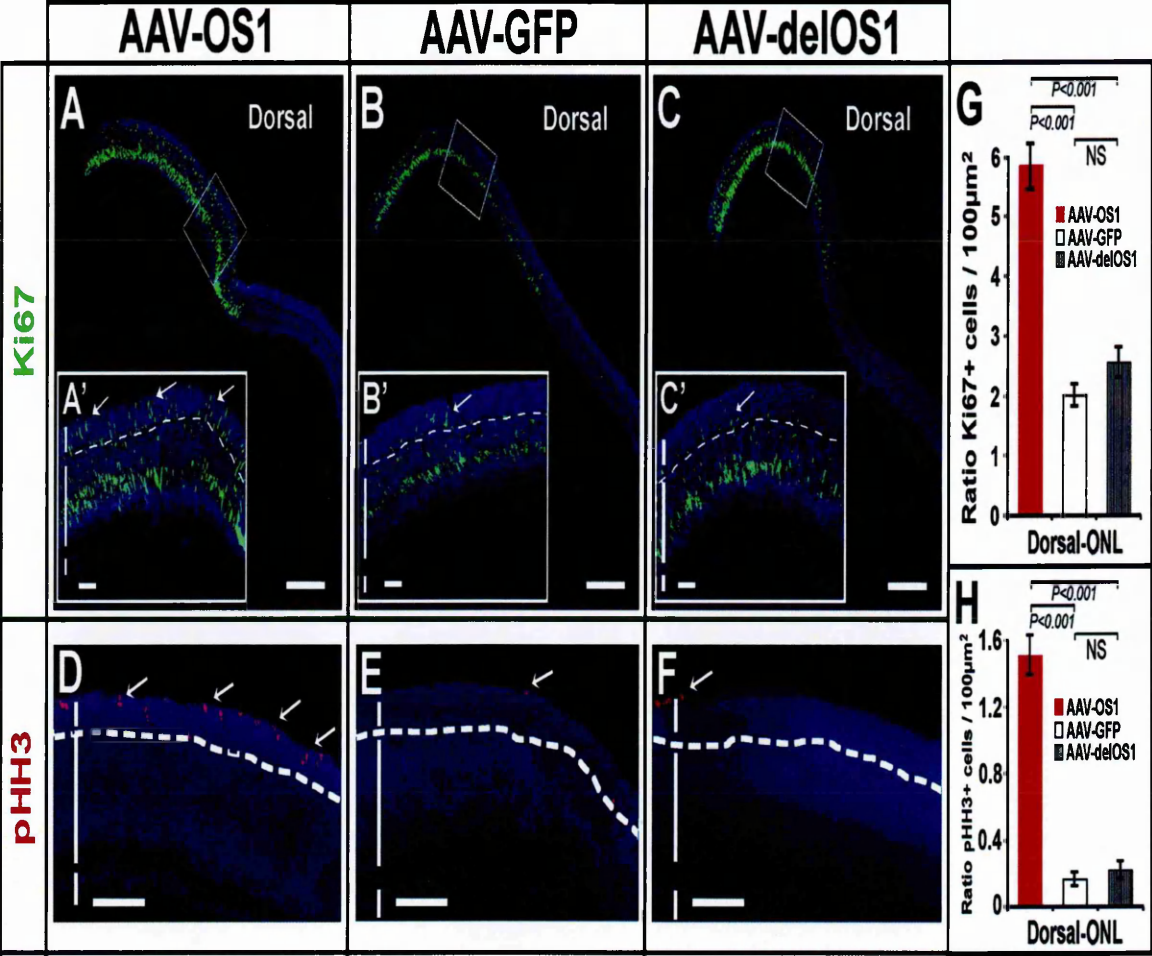 AAV-OS1
AAV-GFP
AAV-delOS1
Ki67
A
Dorsal
B
Dorsal
C
Dorsal
A'
B'
C'
pHH3
D
E
F
G
P<0.001
P<0.001
NS
Ratio Ki67+ cells / 100µm²
6
5
4
3
2
1
0
AAV-OS1
AAV-GFP
AAV-delOS1
Dorsal-ONL
H
P<0.001
P<0.001
NS
Ratio pHH3+ cells / 100µm²
1.6
1.2
0.8
0.4
0
AAV-OS1
AAV-GFP
AAV-delOS1
Dorsal-ONL